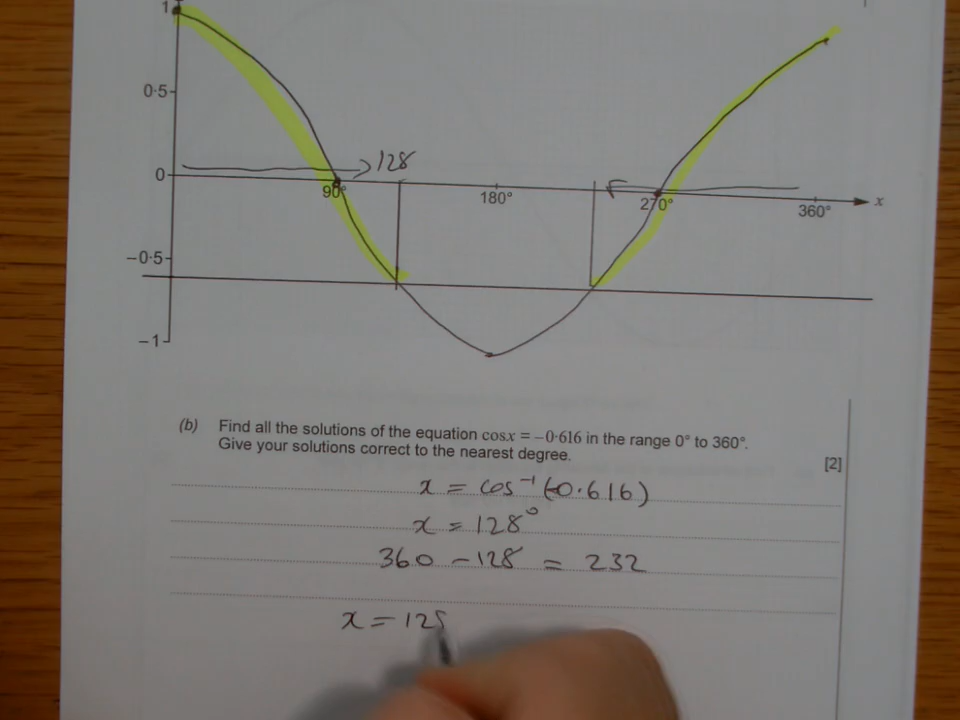 1
0·5
0
128
90°
180°
270°
360°
x
−0·5
−1
(b) Find all the solutions of the equation cosx = −0·616 in the range 0° to 360°.
Give your solutions correct to the nearest degree.
[2]
x = cos⁻¹(-0.616)
x = 128°
360 - 128 = 232
x = 128